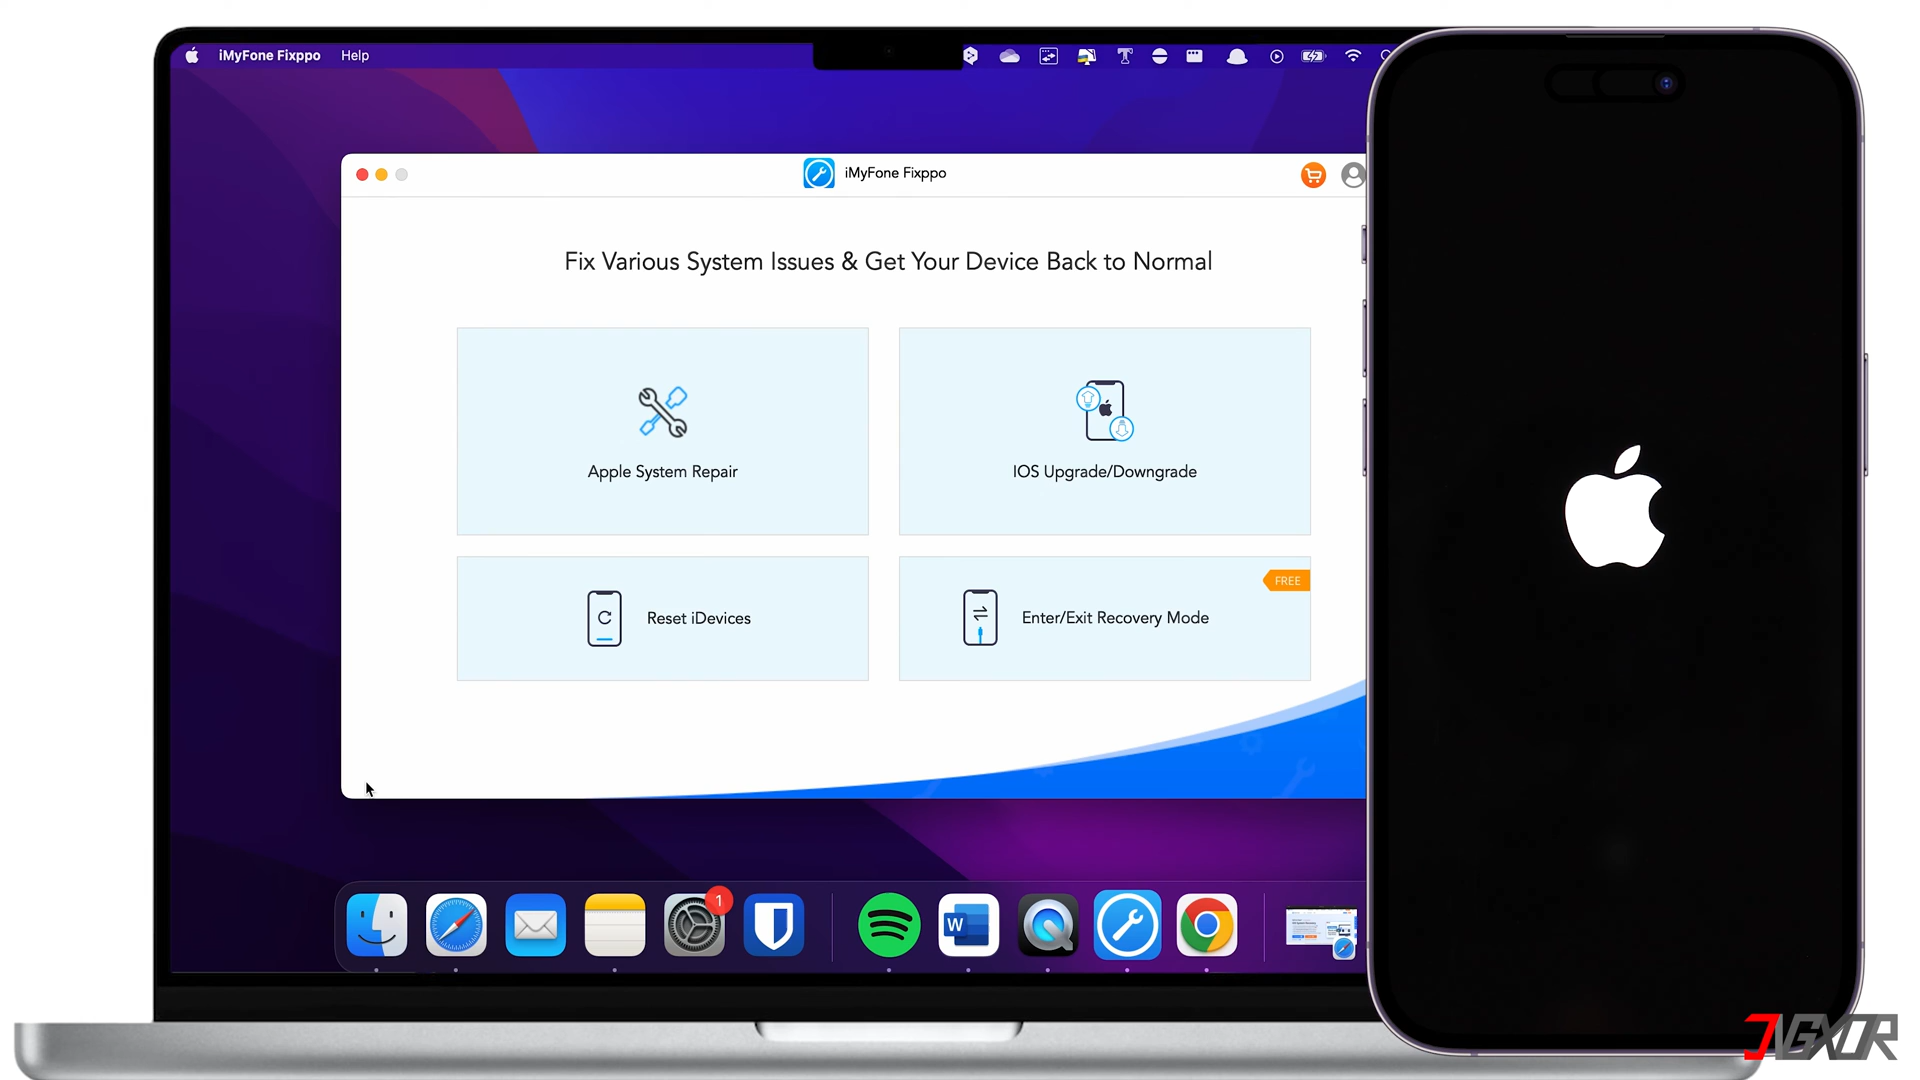 iMyFone Fixppo Help
iMyFone Fixppo
Fix Various System Issues & Get Your Device Back to Normal
Apple System Repair
IOS Upgrade/Downgrade
FREE
Reset iDevices
Enter/Exit Recovery Mode
1
W
JVGXOR